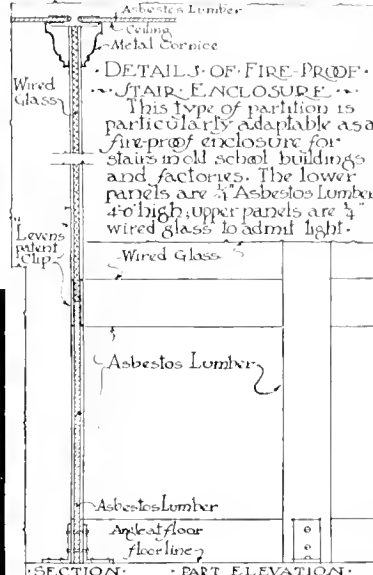 Asbestos Lumber
Ceiling
Metal Cornice
· DETAILS · OF · FIRE-PROOF ·
· STAIR · ENCLOSURE ·
Wired
Glass
This type of partition is
particularly adaptable as a
fire-proof enclosure for
stairs in old school buildings
and factories. The lower
panels are ¼" Asbestos Lumber
4'-0" high; upper panels are ¼"
wired glass to admit light.
Levens
patent
Clip
Wired Glass
Asbestos Lumber
Asbestos Lumber
Angle at floor
floor line
· SECTION ·
· PART ELEVATION ·